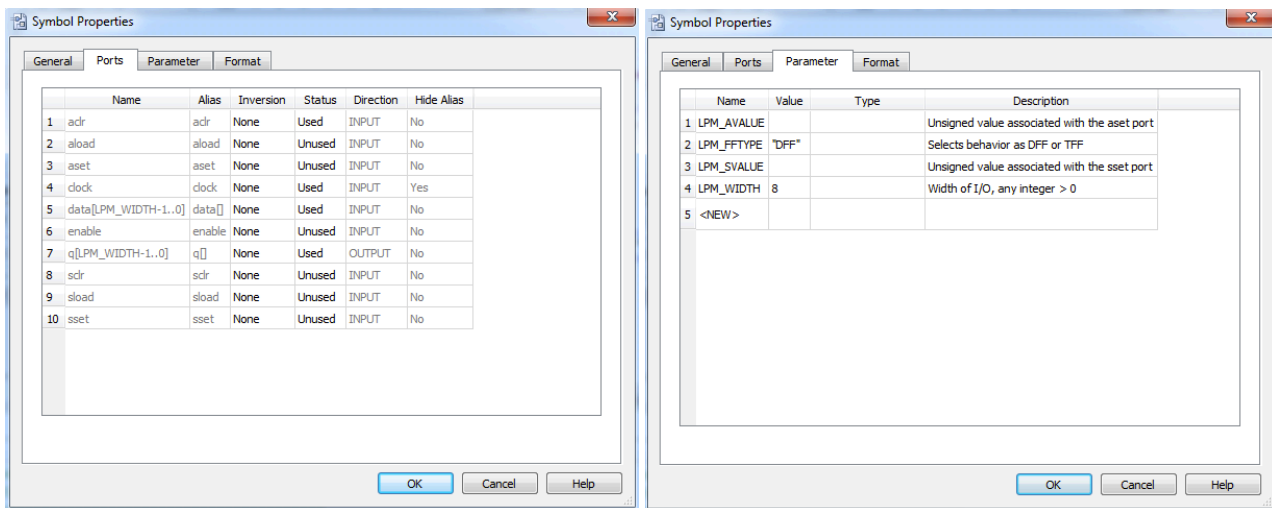 Symbol Properties
General Ports Parameter Format
Name Alias Inversion Status Direction Hide Alias
1 aclr aclr None Used INPUT No
2 aload aload None Unused INPUT No
3 aset aset None Unused INPUT No
4 clock clock None Used INPUT Yes
5 data[LPM_WIDTH-1..0] data[] None Used INPUT No
6 enable enable None Used INPUT No
7 q[LPM_WIDTH-1..0] q[] None Used OUTPUT No
8 sclr sclr None Unused INPUT No
9 sload sload None Unused INPUT No
10 sset sset None Unused INPUT No
OK Cancel Help
Symbol Properties
General Ports Parameter Format
Name Value Type Description
1 LPM_AVALUE Unsigned value associated with the aset port
2 LPM_FFTYPE "DFF" Selects behavior as DFF or TFF
3 LPM_SVALUE Unsigned value associated with the sset port
4 LPM_WIDTH 8 Width of I/O, any integer > 0
5 <NEW>
OK Cancel Help